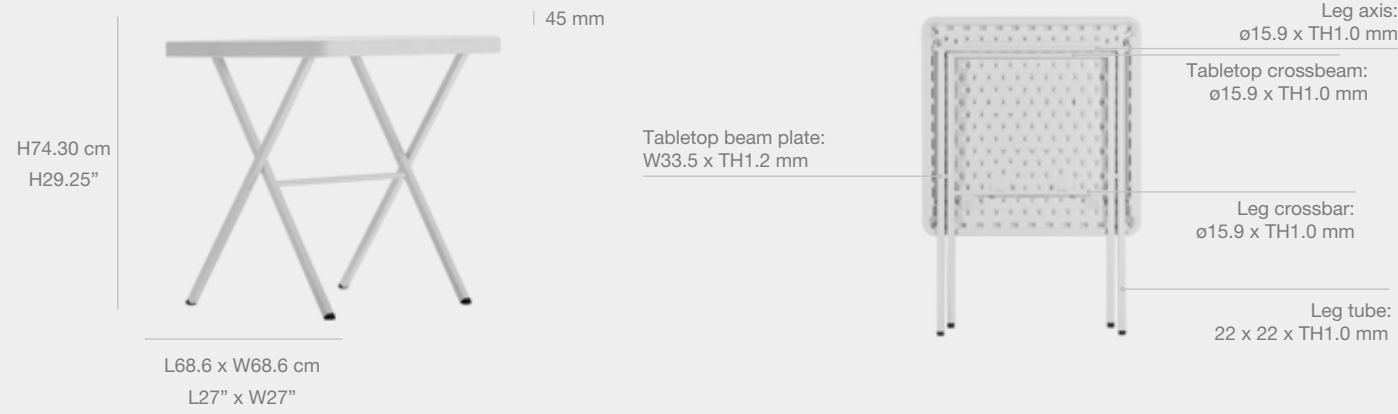 45 mm
H74.30 cm
H29.25”
L68.6 x W68.6 cm
L27” x W27”
Leg axis:
ø15.9 x TH1.0 mm
Tabletop crossbeam:
ø15.9 x TH1.0 mm
Tabletop beam plate:
W33.5 x TH1.2 mm
Leg crossbar:
ø15.9 x TH1.0 mm
Leg tube:
22 x 22 x TH1.0 mm